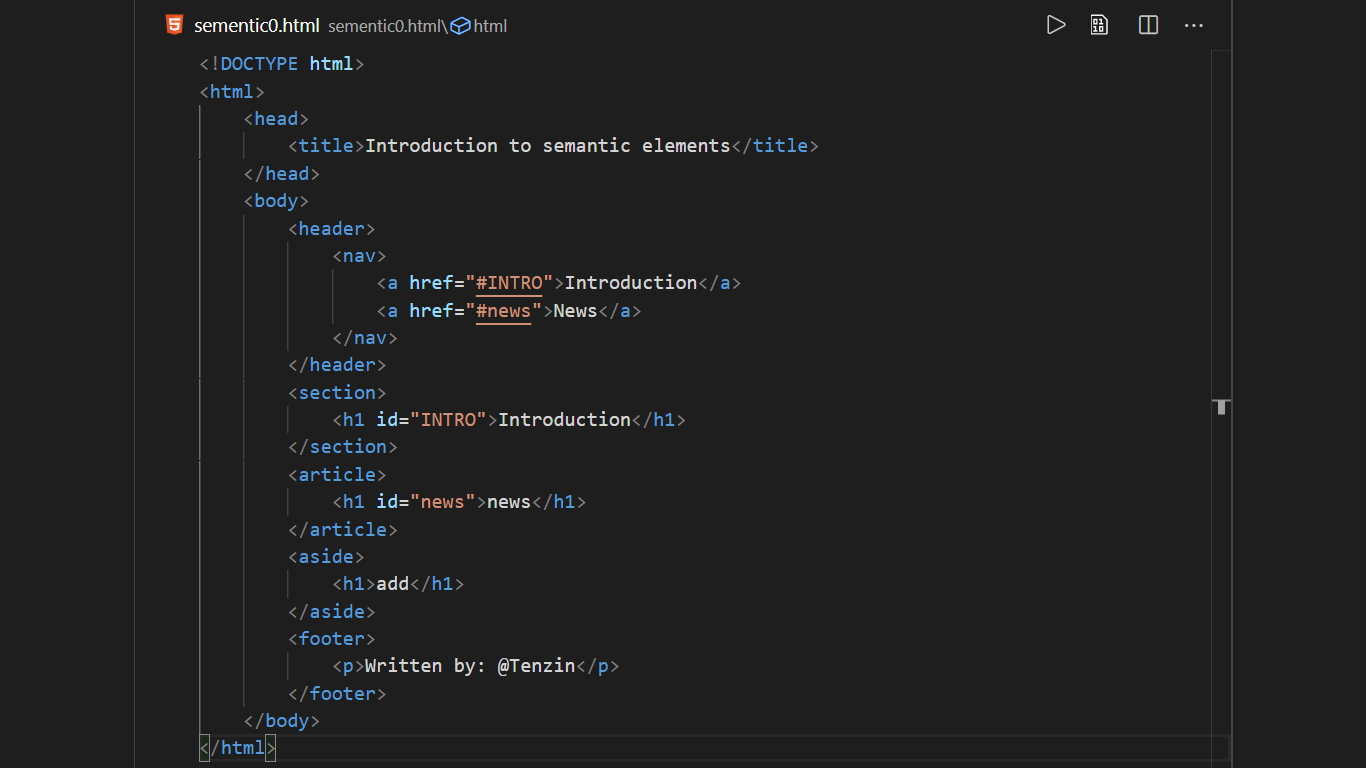 sementic0.html sementic0.html\html
<!DOCTYPE html>
<html>
    <head>
        <title>Introduction to semantic elements</title>
    </head>
    <body>
        <header>
            <nav>
                <a href="#INTRO">Introduction</a>
                <a href="#news">News</a>
            </nav>
        </header>
        <section>
            <h1 id="INTRO">Introduction</h1>
        </section>
        <article>
            <h1 id="news">news</h1>
        </article>
        <aside>
            <h1>add</h1>
        </aside>
        <footer>
            <p>Written by: @Tenzin</p>
        </footer>
    </body>
</html>